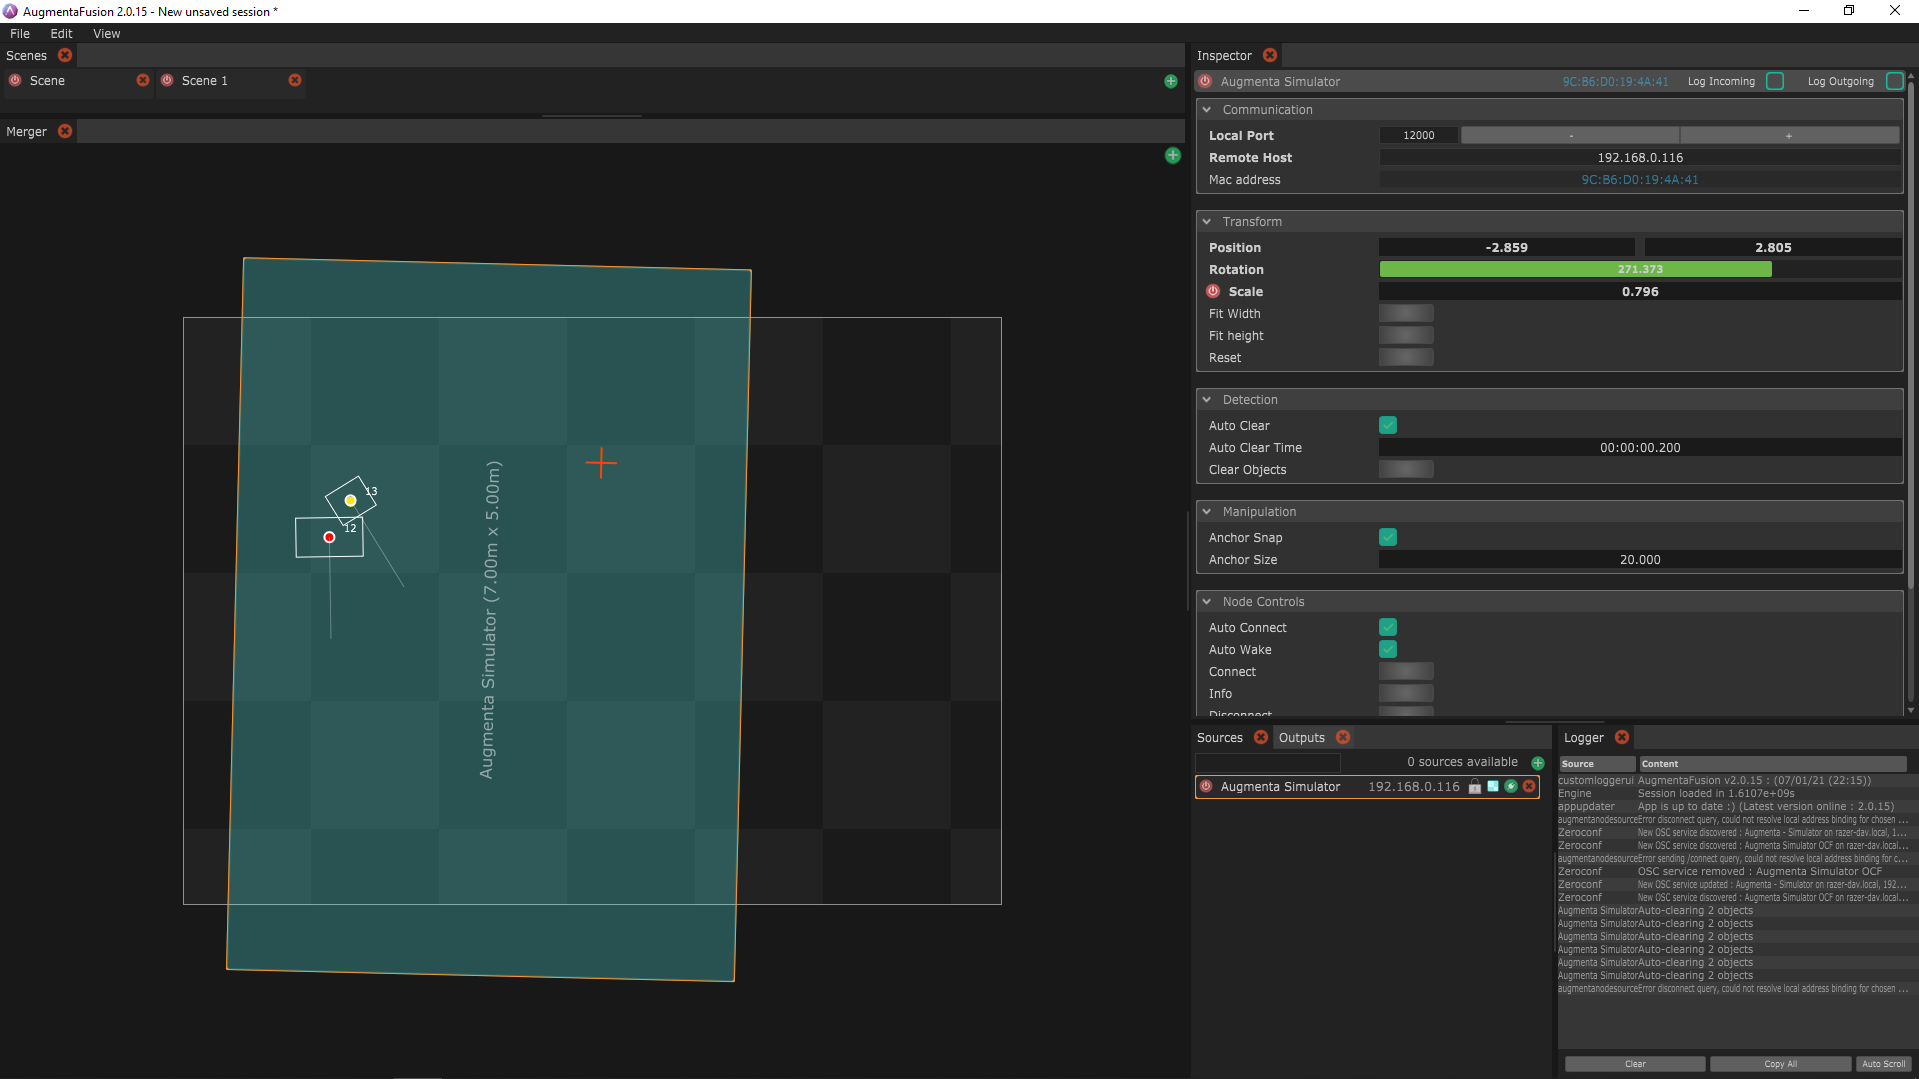 AugmentaFusion 2.0.15 - New unsaved session *
File Edit View
Scenes
Scene Scene 1
Merger
13
12
Augmenta Simulator (7.00m x 5.00m)
Inspector
Augmenta Simulator 9C:B6:D0:19:4A:41 Log Incoming Log Outgoing
Communication
Local Port 12000 - +
Remote Host 192.168.0.116
Mac address 9C:B6:D0:19:4A:41
Transform
Position -2.859 2.805
Rotation 271.373
Scale 0.796
Fit Width
Fit height
Reset
Detection
Auto Clear
Auto Clear Time 00:00:00.200
Clear Objects
Manipulation
Anchor Snap
Anchor Size 20.000
Node Controls
Auto Connect
Auto Wake
Connect
Info
Disconnect
Sources Outputs
0 sources available
Augmenta Simulator 192.168.0.116
Logger
Source Content
customloggerui AugmentaFusion v2.0.15 : (07/01/21 (22:15))
Engine Session loaded in 1.6107e+09s
appupdater App is up to date :) (Latest version online : 2.0.15)
augmentanodesource Error disconnect query, could not resolve local address binding for chosen ...
Zeroconf New OSC service discovered : Augmenta - Simulator on razer-dav.local, 1...
Zeroconf New OSC service discovered : Augmenta Simulator OCF on razer-dav.local...
augmentanodesource Error sending /connect query, could not resolve local address binding for c...
Zeroconf OSC service removed : Augmenta Simulator OCF
Zeroconf New OSC service updated : Augmenta - Simulator on razer-dav.local, 192...
Zeroconf New OSC service discovered : Augmenta Simulator OCF on razer-dav.local...
Augmenta Simulator Auto-clearing 2 objects
Augmenta Simulator Auto-clearing 2 objects
Augmenta Simulator Auto-clearing 2 objects
Augmenta Simulator Auto-clearing 2 objects
Augmenta Simulator Auto-clearing 2 objects
Augmenta Simulator Auto-clearing 2 objects
augmentanodesource Error disconnect query, could not resolve local address binding for chosen ...
Clear Copy All Auto Scroll